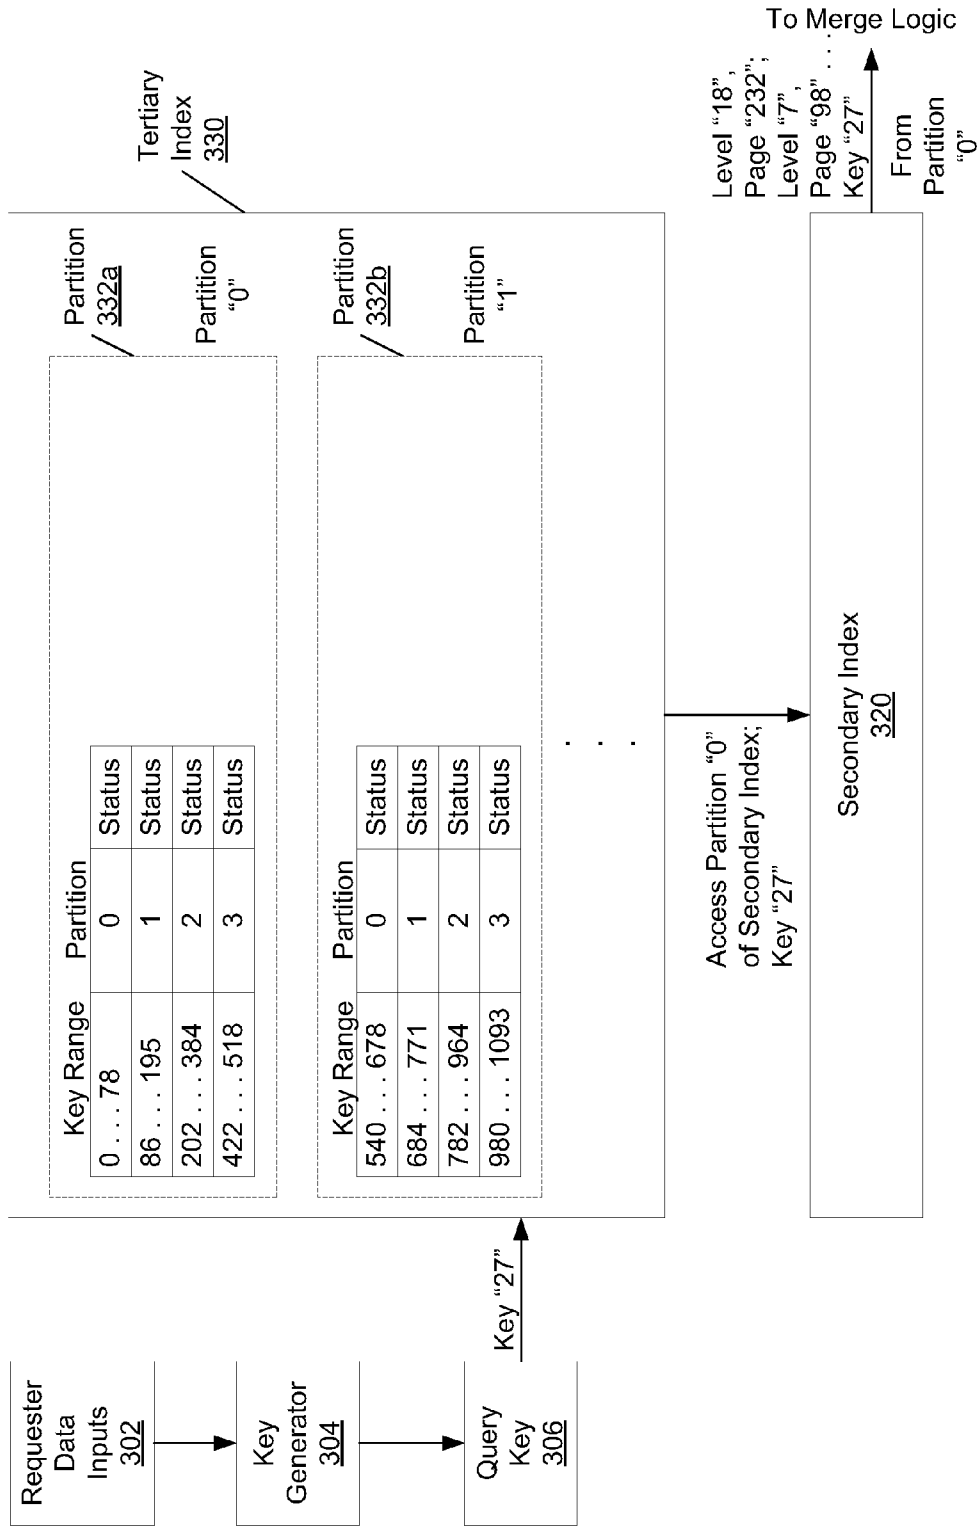 Requester
Data
Inputs
302
Key
Generator
304
Query
Key
306
Key “27”
Tertiary
Index
330
Partition
332a
Partition
“0”
Key Range Partition
0 . . . 78 0 Status
86 . . . 195 1 Status
202 . . . 384 2 Status
422 . . . 518 3 Status
Partition
332b
Partition
“1”
Key Range Partition
540 . . . 678 0 Status
684 . . . 771 1 Status
782 . . . 964 2 Status
980 . . . 1093 3 Status
. . .
Access Partition “0”
of Secondary Index;
Key “27”
Secondary Index
320
Level “18”,
Page “232”;
Level “7”,
Page “98” . . .
Key “27”
From
Partition
“0”
To Merge Logic